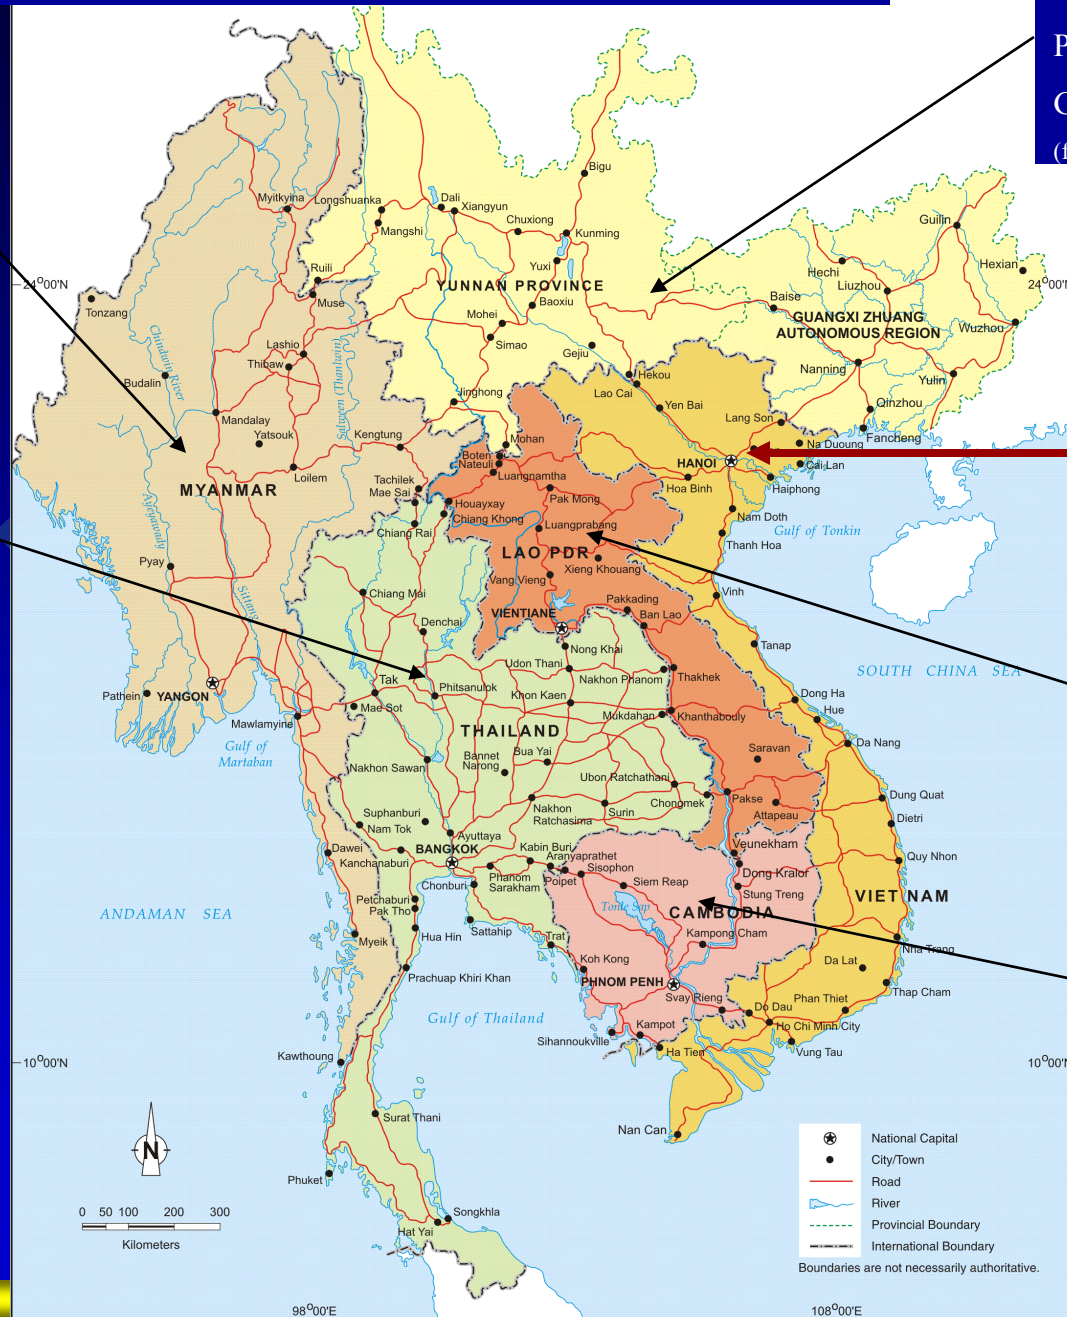 P
C
(f
Myitkyina
Longshuanka
Dali
Xiangyun
Bigu
Mangshi
Chuxiong
Kunming
Guilin
Hexian
Yuxi
Hechi
Liuzhou
24°00'N
24°00'N
Ruili
YUNNAN PROVINCE
Muse
Baoxiu
Baise
Tonzang
Mohei
GUANGXI ZHUANG
AUTONOMOUS REGION
Wuzhou
Simao
Gejiu
Chindwin River
Salween (Thanlwin)
Lashio
Thibaw
Nanning
Yulin
Budalin
Jinghong
Hekou
Lao Cai
Yen Bai
Qinzhou
Mandalay
Lang Son
Yatsouk
Kengtung
Mohan
Fancheng
Na Duong
Boten
Nateuli
HANOI
Cai Lan
Loilem
Luangnamtha
MYANMAR
Tachilek
Mae Sai
Hoa Binh
Haiphong
Pak Mong
Houayxay
Chiang Khong
Nam Doth
Ayeyawady
Chiang Rai
Luangprabang
Gulf of Tonkin
Thanh Hoa
LAO PDR
Pyay
Xieng Khouang
Vang Vieng
Sittang
Chiang Mai
Vinh
Pakkading
VIENTIANE
Ban Lao
Denchai
Nong Khai
Tanap
Udon Thani
SOUTH CHINA SEA
Tak
Nakhon Phanom
Thakhek
Pathein
YANGON
Phitsanulok
Khon Kaen
Dong Ha
Mae Sot
Mukdahan
Khanthabouly
Hue
Mawlamyine
THAILAND
Da Nang
Gulf of
Martaban
Bua Yai
Saravan
Bannet
Narong
Nakhon Sawan
Ubon Ratchathani
Dung Quat
Pakse
Chongmek
Suphanburi
Nakhon
Ratchasima
Surin
Attapeau
Dietri
Nam Tok
Ayuttaya
Veunekham
Dawei
BANGKOK
Kabin Buri
Kanchanaburi
Aranyaprathet
Quy Nhon
Sisophon
Dong Kralor
Chonburi
Phanom
Sarakham
Poipet
Siem Reap
Stung Treng
VIET NAM
Petchaburi
Pak Tho
Tonle Sap
CAMBODIA
ANDAMAN SEA
Sattahip
Hua Hin
Trat
Kampong Cham
Myeik
Nha Trang
Koh Kong
Da Lat
Prachuap Khiri Khan
PHNOM PENH
Thap Cham
Svay Rieng
Phan Thiet
Do Dau
Gulf of Thailand
Kampot
Ho Chi Minh City
Sihannoukville
Kawthoung
Ha Tien
Vung Tau
10°00'N
10°00'N
Surat Thani
Nan Can
N
National Capital
City/Town
Phuket
Road
Songkhla
River
0 50 100 200 300
Hat Yai
Provincial Boundary
Kilometers
International Boundary
Boundaries are not necessarily authoritative.
98°00'E
108°00'E